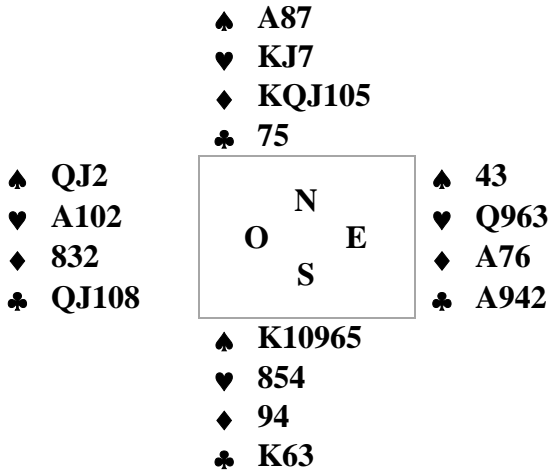 ♠ A87
♥ KJ7
♦ KQJ105
♣ 75
♠ QJ2
♥ A102
♦ 832
♣ QJ108
N
O E
S
♠ 43
♥ Q963
♦ A76
♣ A942
♠ K10965
♥ 854
♦ 94
♣ K63